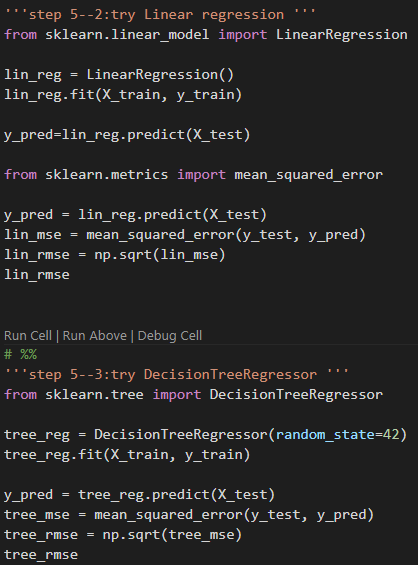 '''step 5--2:try Linear regression '''
from sklearn.linear_model import LinearRegression
lin_reg = LinearRegression()
lin_reg.fit(X_train, y_train)
y_pred=lin_reg.predict(X_test)
from sklearn.metrics import mean_squared_error
y_pred = lin_reg.predict(X_test)
lin_mse = mean_squared_error(y_test, y_pred)
lin_rmse = np.sqrt(lin_mse)
lin_rmse
Run Cell | Run Above | Debug Cell
# %%
'''step 5--3:try DecisionTreeRegressor '''
from sklearn.tree import DecisionTreeRegressor
tree_reg = DecisionTreeRegressor(random_state=42)
tree_reg.fit(X_train, y_train)
y_pred = tree_reg.predict(X_test)
tree_mse = mean_squared_error(y_test, y_pred)
tree_rmse = np.sqrt(tree_mse)
tree_rmse